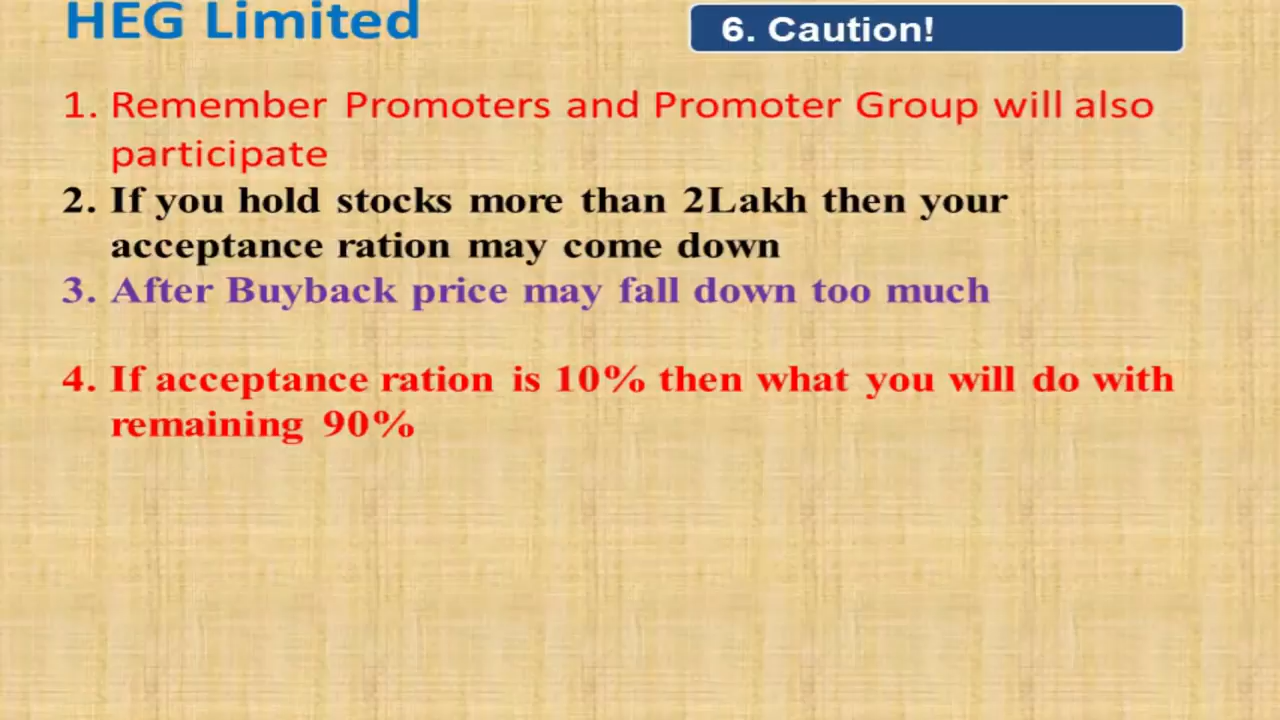 HEG Limited
6. Caution!
1. Remember Promoters and Promoter Group will also
participate
2. If you hold stocks more than 2Lakh then your
acceptance ration may come down
3. After Buyback price may fall down too much
4. If acceptance ration is 10% then what you will do with
remaining 90%